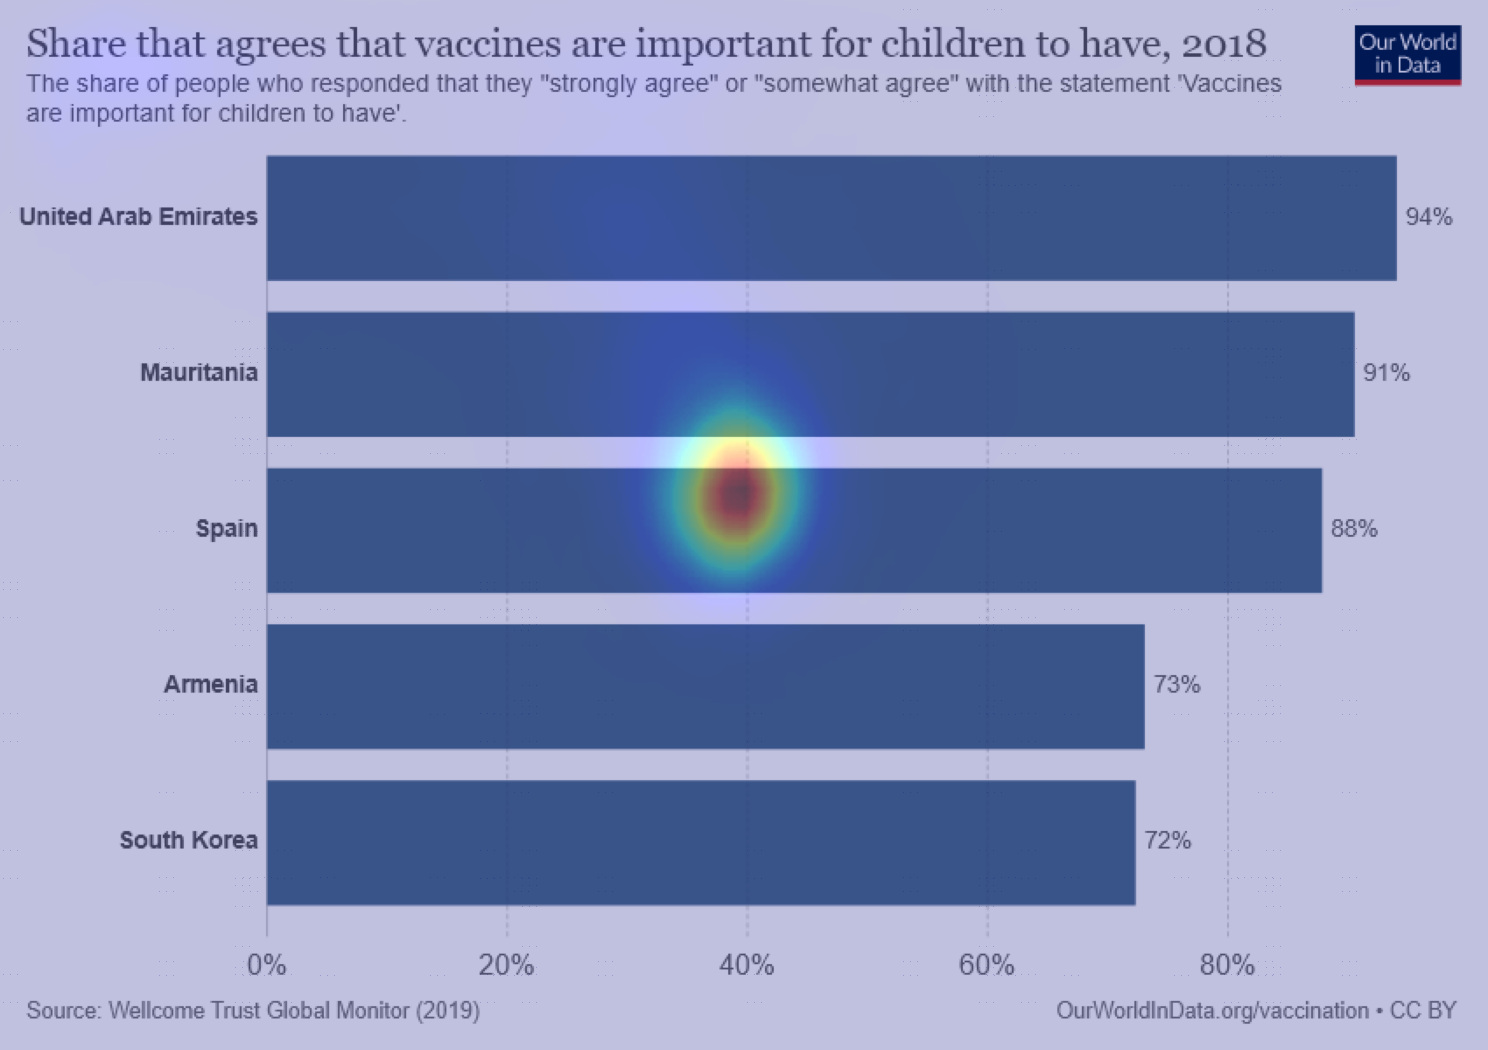 Share that agrees that vaccines are important for children to have, 2018
Our World
in Data
The share of people who responded that they "strongly agree" or "somewhat agree" with the statement 'Vaccines
are important for children to have'.
United Arab Emirates 94%
Mauritania 91%
Spain 88%
Armenia 73%
South Korea 72%
0% 20% 40% 60% 80%
Source: Wellcome Trust Global Monitor (2019) OurWorldInData.org/vaccination • CC BY